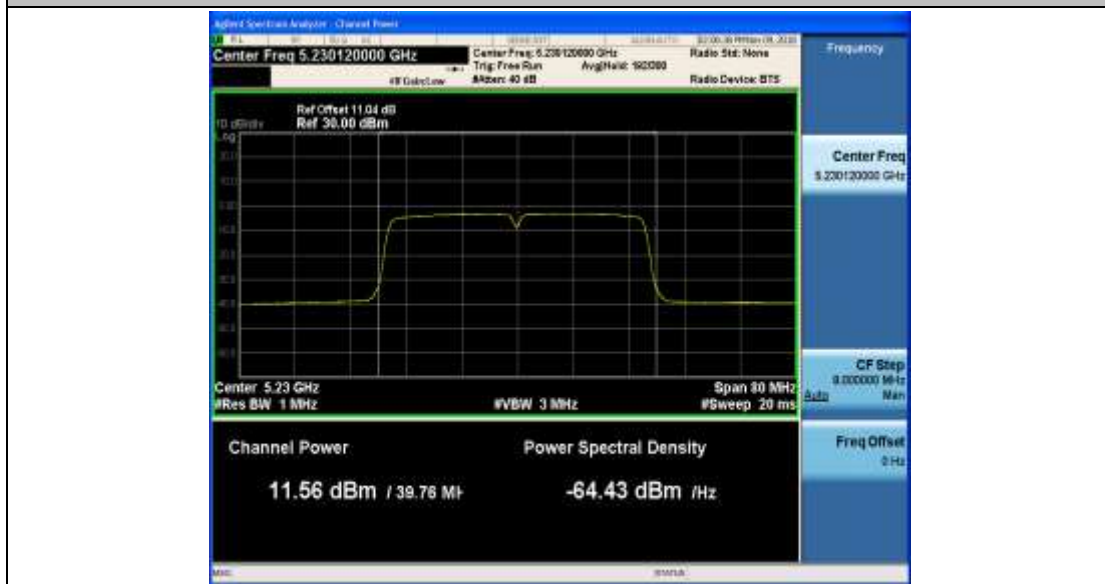 Agilent Spectrum Analyzer - Channel Power
Center Freq 5.230120000 GHz
Center Freq: 5.230120000 GHz
Trig: Free Run
Avg|Hold:
#Atten: 40 dB
#IF Gain:Low
Radio Std: None
Radio Device: BTS
Frequency
Ref Offset 11.04 dB
10 dB/div
Ref 30.00 dBm
Log
Center Freq
5.230120000 GHz
Center 5.23 GHz
Span 80 MHz
#Res BW 1 MHz
#VBW 3 MHz
#Sweep 20 ms
CF Step
8.000000 MHz
Auto
Man
Channel Power
Power Spectral Density
11.56 dBm / 39.76 MH
-64.43 dBm /Hz
Freq Offset
0 Hz
MSG
STATUS